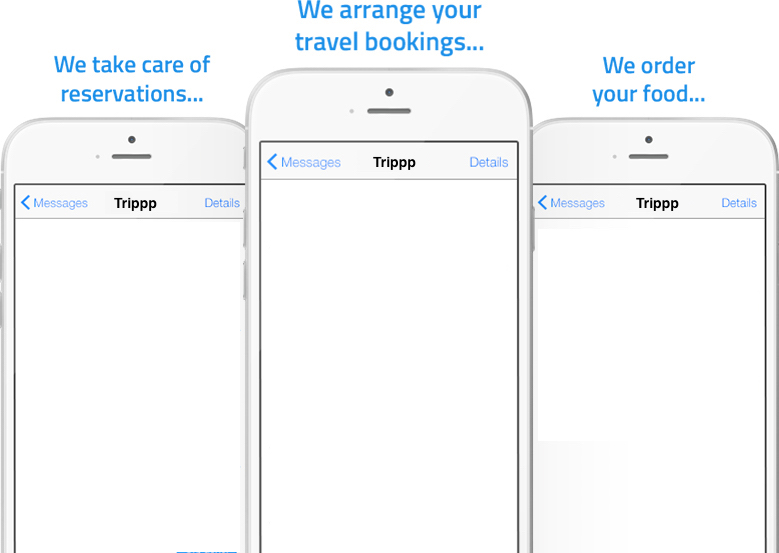 We arrange your
travel bookings...
We take care of
reservations...
We order
your food...
Messages Trippp Details
Messages Trippp Details
Messages Trippp Details